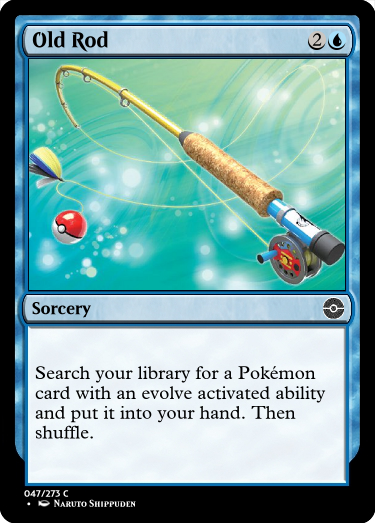 Old Rod 2
Sorcery
Search your library for a Pokémon
card with an evolve activated ability
and put it into your hand. Then
shuffle.
047/273 C
• Naruto Shippuden